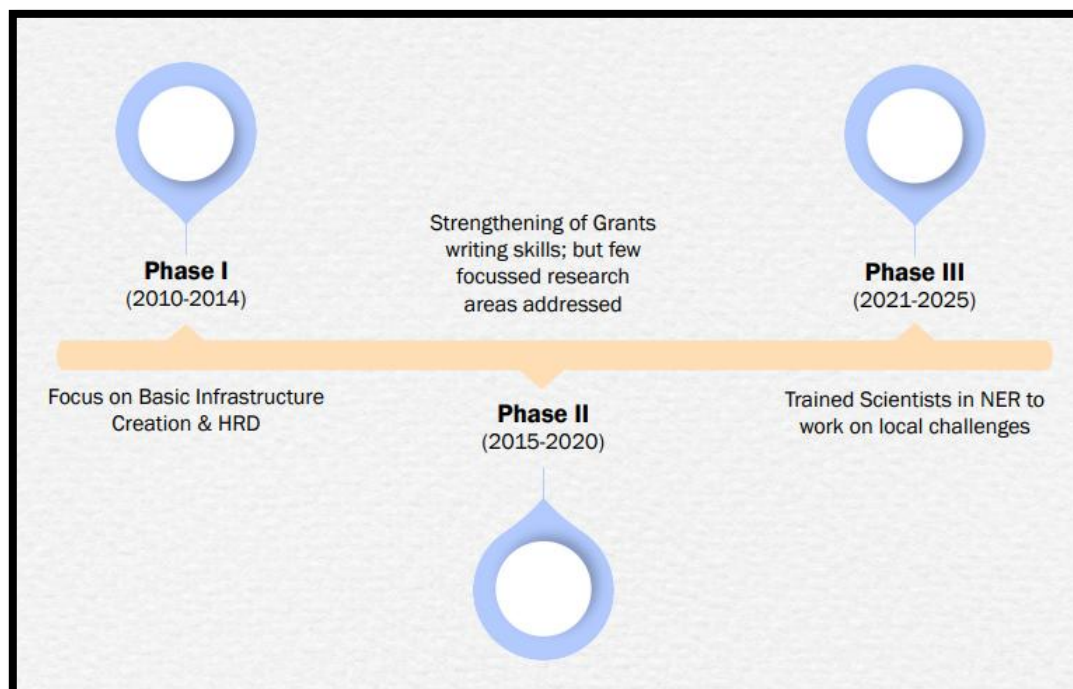 Phase I
(2010-2014)
Focus on Basic Infrastructure
Creation & HRD
Strengthening of Grants
writing skills; but few
focussed research
areas addressed
Phase II
(2015-2020)
Phase III
(2021-2025)
Trained Scientists in NER to
work on local challenges